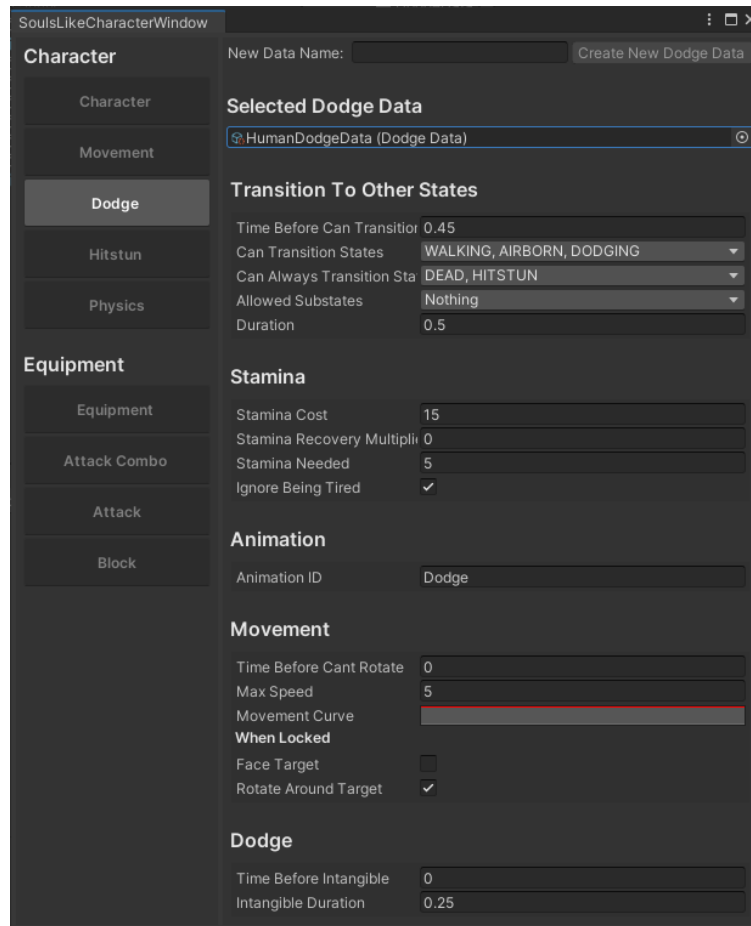 SoulsLikeCharacterWindow
Character
Character
Movement
Dodge
Hitstun
Physics
Equipment
Equipment
Attack Combo
Attack
Block
New Data Name: Create New Dodge Data
Selected Dodge Data
HumanDodgeData (Dodge Data)
Transition To Other States
Time Before Can Transition 0.45
Can Transition States WALKING, AIRBORN, DODGING
Can Always Transition Sta DEAD, HITSTUN
Allowed Substates Nothing
Duration 0.5
Stamina
Stamina Cost 15
Stamina Recovery Multipli 0
Stamina Needed 5
Ignore Being Tired
Animation
Animation ID Dodge
Movement
Time Before Cant Rotate 0
Max Speed 5
Movement Curve
When Locked
Face Target
Rotate Around Target
Dodge
Time Before Intangible 0
Intangible Duration 0.25